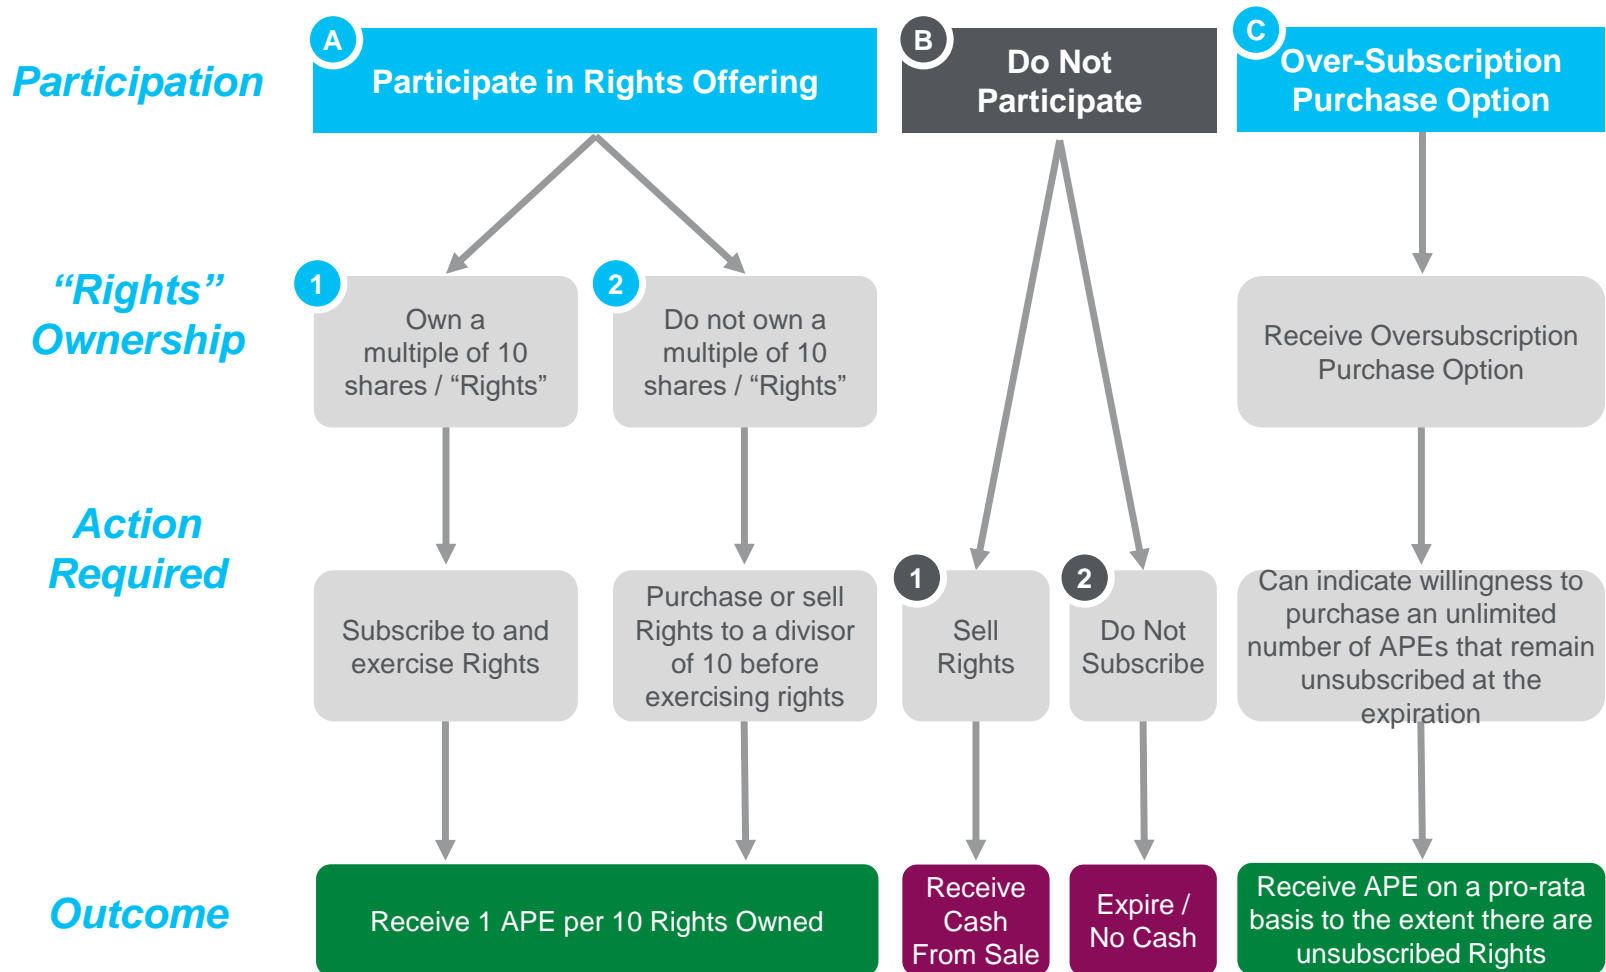 Participation
A
Participate in Rights Offering
B
Do Not
Participate
C
Over-Subscription
Purchase Option
“Rights”
Ownership
1
Own a
multiple of 10
shares / “Rights”
2
Do not own a
multiple of 10
shares / “Rights”
Receive Oversubscription
Purchase Option
Action
Required
Subscribe to and
exercise Rights
Purchase or sell
Rights to a divisor
of 10 before
exercising rights
1
Sell
Rights
2
Do Not
Subscribe
Can indicate willingness to
purchase an unlimited
number of APEs that remain
unsubscribed at the
expiration
Outcome
Receive 1 APE per 10 Rights Owned
Receive
Cash
From Sale
Expire /
No Cash
Receive APE on a pro-rata
basis to the extent there are
unsubscribed Rights